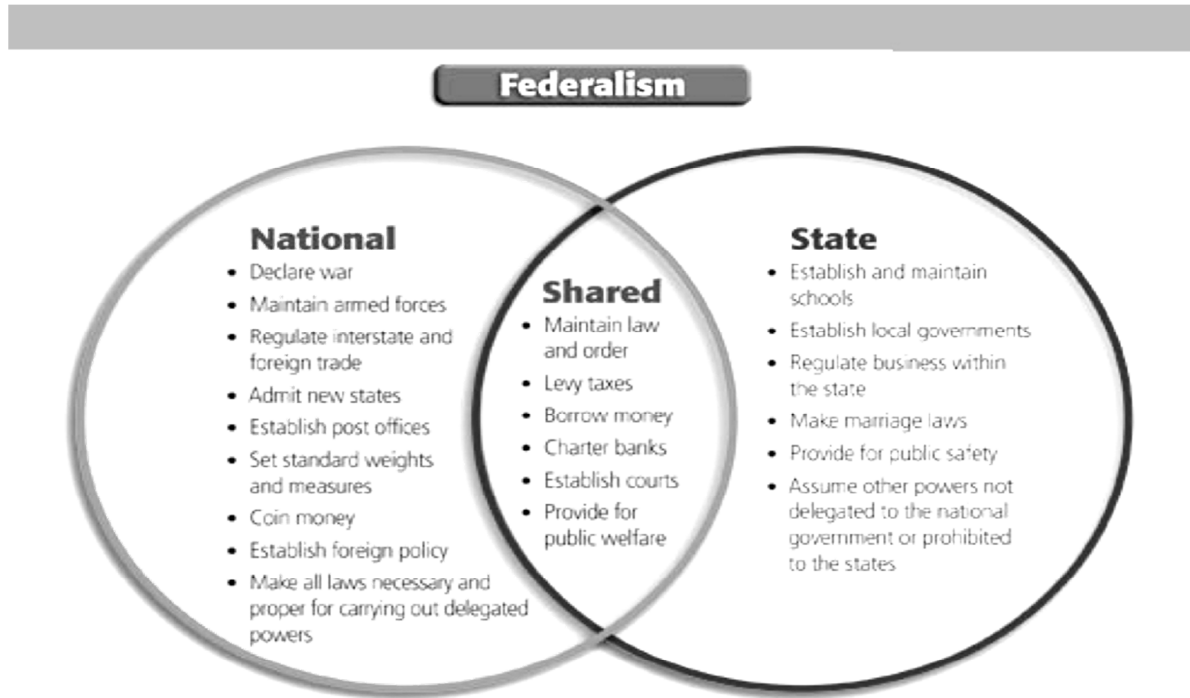 Federalism
National
• Declare war
• Maintain armed forces
• Regulate interstate and
foreign trade
• Admit new states
• Establish post offices
• Set standard weights
and measures
• Coin money
• Establish foreign policy
• Make all laws necessary and
proper for carrying out delegated
powers
Shared
• Maintain law
and order
• Levy taxes
• Borrow money
• Charter banks
• Establish courts
• Provide for
public welfare
State
• Establish and maintain
schools
• Establish local governments
• Regulate business within
the state
• Make marriage laws
• Provide for public safety
• Assume other powers not
delegated to the national
government or prohibited
to the states